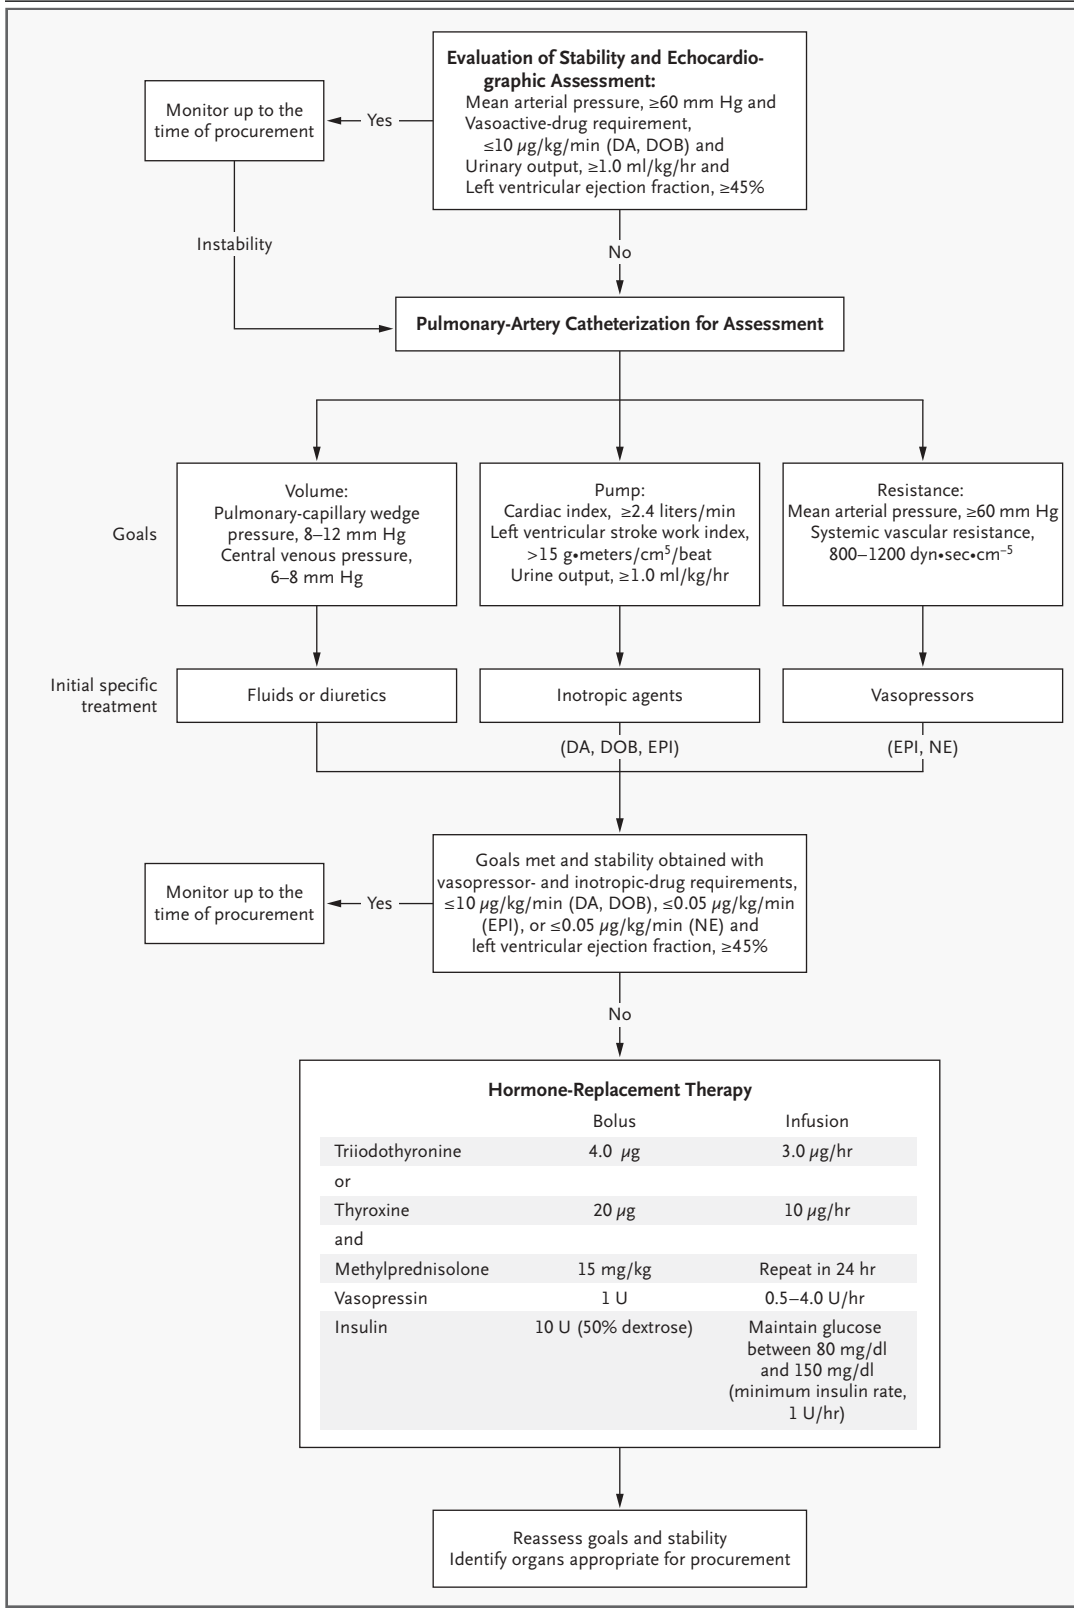 Evaluation of Stability and Echocardio-
graphic Assessment:
Mean arterial pressure, ≥60 mm Hg and
Vasoactive-drug requirement,
≤10 µg/kg/min (DA, DOB) and
Urinary output, ≥1.0 ml/kg/hr and
Left ventricular ejection fraction, ≥45%
Yes
Monitor up to the
time of procurement
Instability
No
Pulmonary-Artery Catheterization for Assessment
Goals
Volume:
Pulmonary-capillary wedge
pressure, 8–12 mm Hg
Central venous pressure,
6–8 mm Hg
Pump:
Cardiac index, ≥2.4 liters/min
Left ventricular stroke work index,
>15 g•meters/cm⁵/beat
Urine output, ≥1.0 ml/kg/hr
Resistance:
Mean arterial pressure, ≥60 mm Hg
Systemic vascular resistance,
800–1200 dyn•sec•cm⁻⁵
Initial specific
treatment
Fluids or diuretics
Inotropic agents
Vasopressors
(DA, DOB, EPI)
(EPI, NE)
Goals met and stability obtained with
vasopressor- and inotropic-drug requirements,
≤10 µg/kg/min (DA, DOB), ≤0.05 µg/kg/min
(EPI), or ≤0.05 µg/kg/min (NE) and
left ventricular ejection fraction, ≥45%
Yes
Monitor up to the
time of procurement
No
Hormone-Replacement Therapy
Bolus Infusion
Triiodothyronine 4.0 µg 3.0 µg/hr
or
Thyroxine 20 µg 10 µg/hr
and
Methylprednisolone 15 mg/kg Repeat in 24 hr
Vasopressin 1 U 0.5–4.0 U/hr
Insulin 10 U (50% dextrose) Maintain glucose
between 80 mg/dl
and 150 mg/dl
(minimum insulin rate,
1 U/hr)
Reassess goals and stability
Identify organs appropriate for procurement